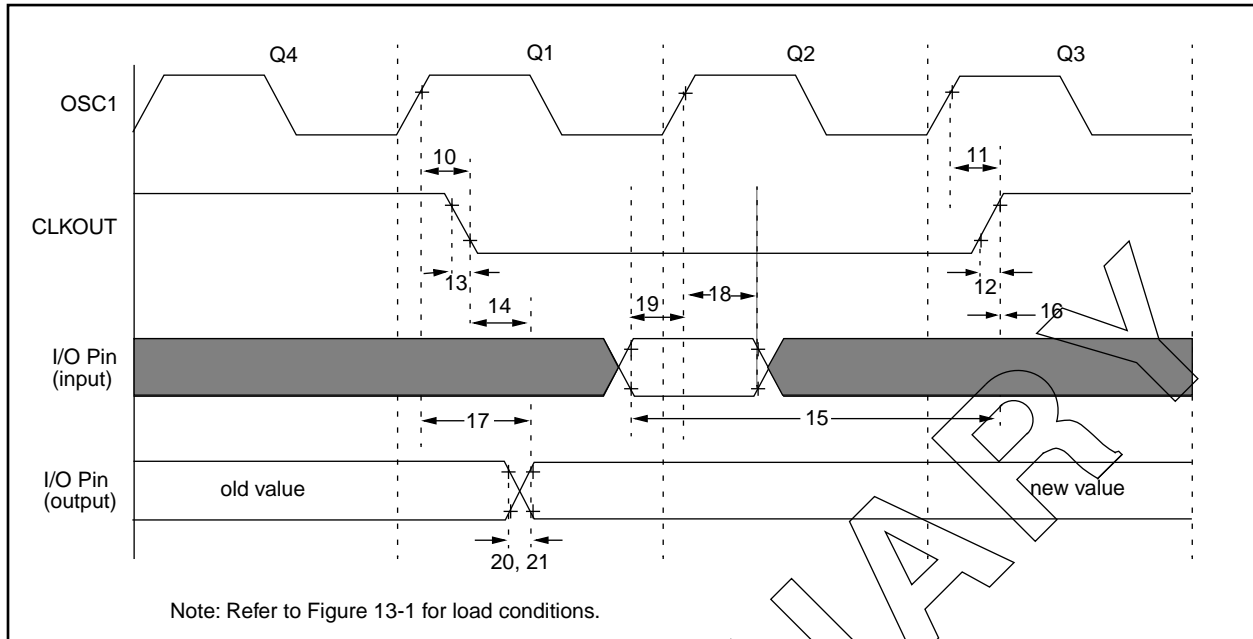 Q4 Q1 Q2 Q3
OSC1
10 11
CLKOUT
13 12
14 19 18 16
I/O Pin
(input)
17 15
I/O Pin
(output)
old value new value
20, 21
Note: Refer to Figure 13-1 for load conditions.
A R Y